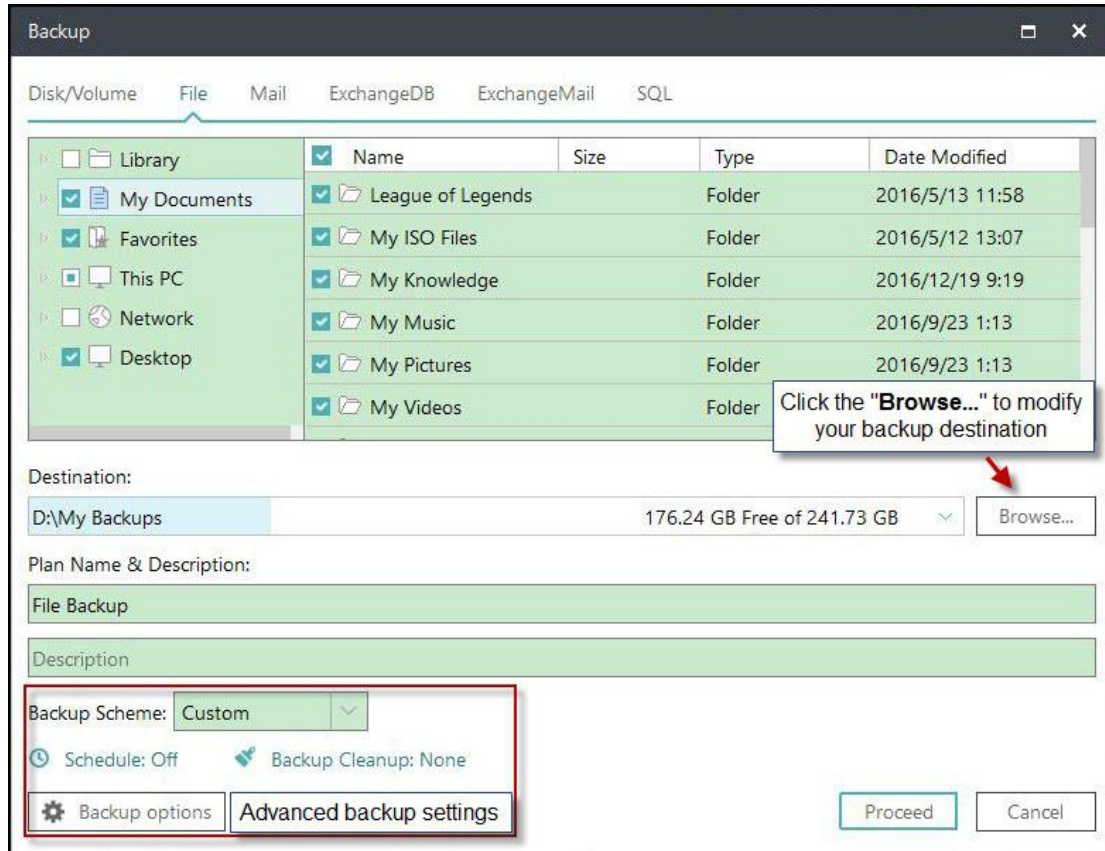 Backup
Disk/Volume File Mail ExchangeDB ExchangeMail SQL
Library
My Documents
Favorites
This PC
Network
Desktop
Name Size Type Date Modified
League of Legends Folder 2016/5/13 11:58
My ISO Files Folder 2016/5/12 13:07
My Knowledge Folder 2016/12/19 9:19
My Music Folder 2016/9/23 1:13
My Pictures Folder 2016/9/23 1:13
My Videos Folder
Click the "Browse..." to modify
your backup destination
Destination:
D:\My Backups 176.24 GB Free of 241.73 GB Browse...
Plan Name & Description:
File Backup
Description
Backup Scheme: Custom
Schedule: Off Backup Cleanup: None
Backup options Advanced backup settings Proceed Cancel